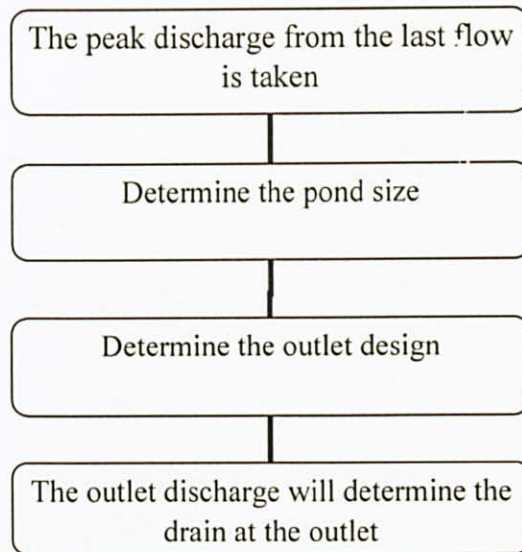 The peak discharge from the last flow
is taken
Determine the pond size
Determine the outlet design
The outlet discharge will determine the
drain at the outlet